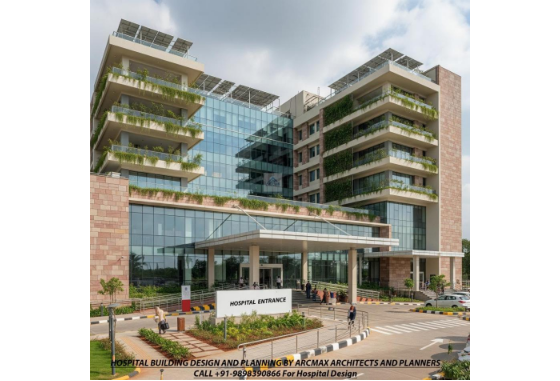 HOSPITAL ENTRANCE
HOSPITAL BUILDING DESIGN AND PLANNING BY ARCMAX ARCHITECTS AND PLANNERS
CALL +91-9898390866 For Hospital Design